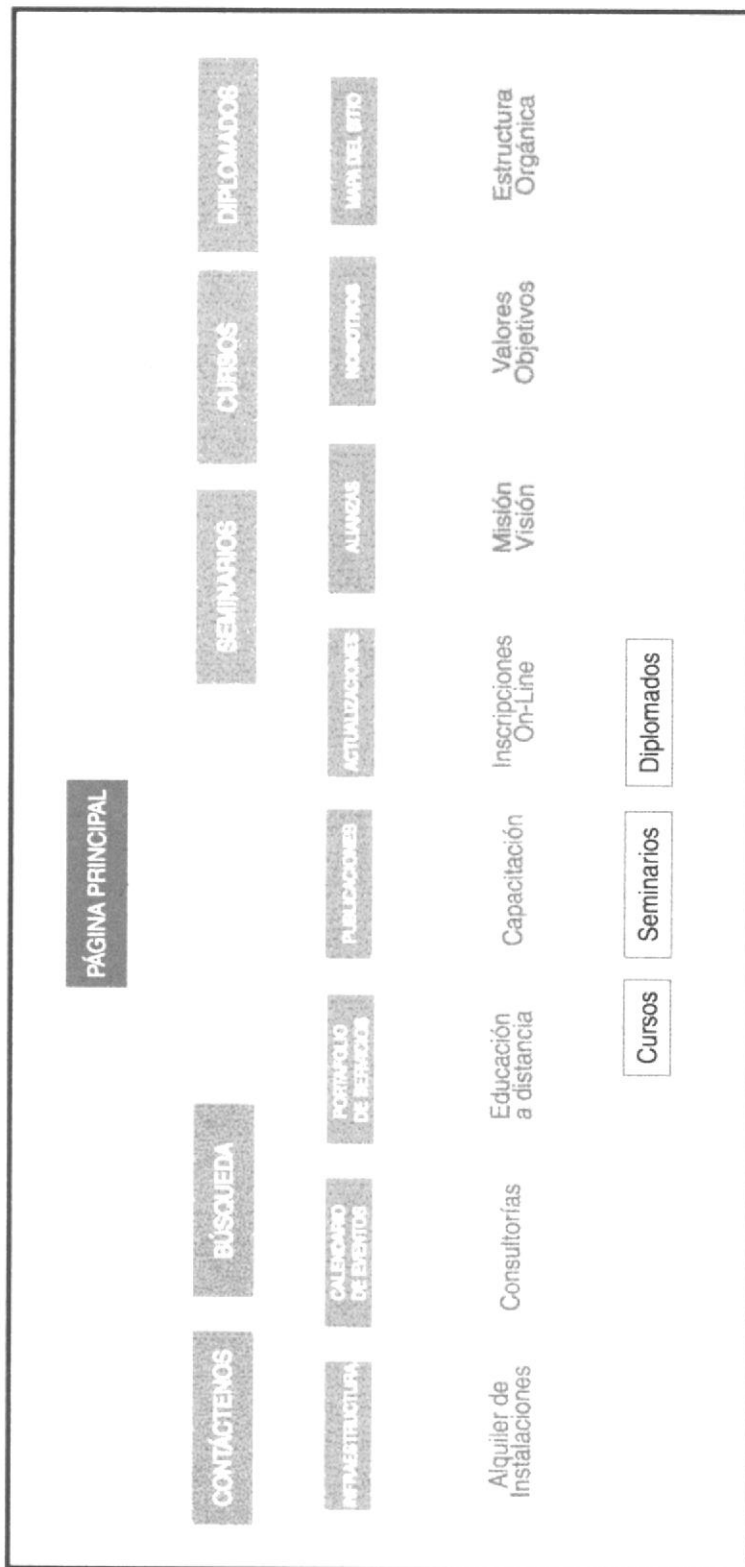 PÁGINA PRINCIPAL
CONTÁCTENOS
BÚSQUEDA
SEMINARIOS
CURSOS
DIPLOMADOS
INFRAESTRUCTURA
CALENDARIO
DE EVENTOS
PORTAFOLIO
DE SERVICIOS
PUBLICACIONES
ACTUALIZACIONES
ALIANZAS
NOSOTROS
MAPA DEL SITIO
Alquiler de
Instalaciones
Consultorías
Educación
a distancia
Capacitación
Inscripciones
On-Line
Misión
Visión
Valores
Objetivos
Estructura
Orgánica
Cursos
Seminarios
Diplomados